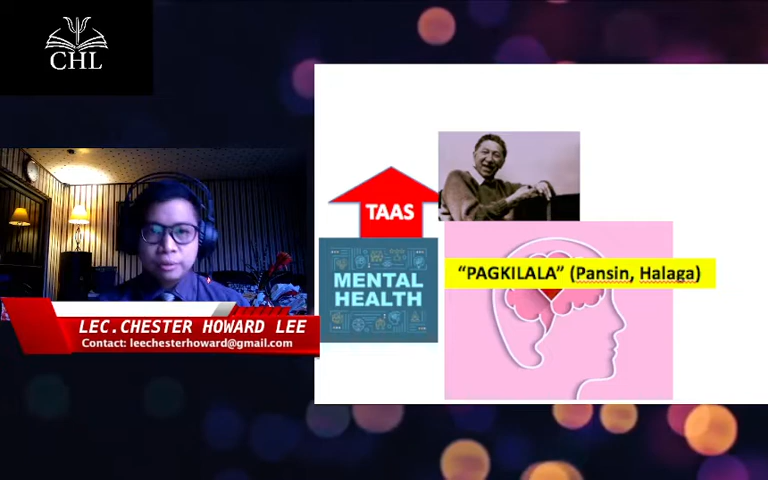 CHL
LEC.CHESTER HOWARD LEE
Contact: leechesterhoward@gmail.com
TAAS
MENTAL
HEALTH
“PAGKILALA” (Pansin, Halaga)